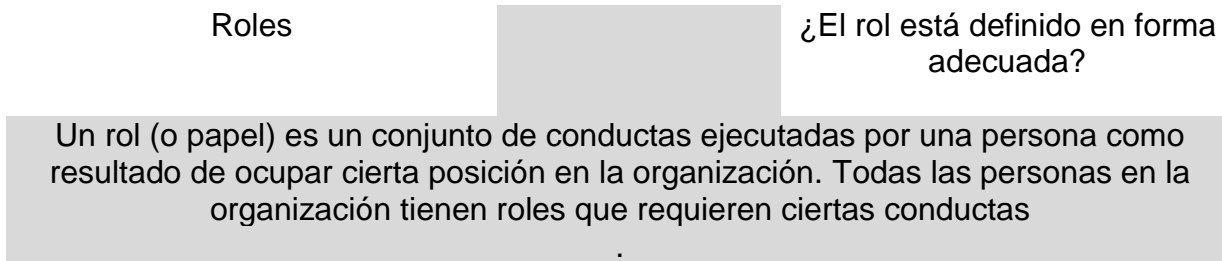 Roles
¿El rol está definido en forma
adecuada?
Un rol (o papel) es un conjunto de conductas ejecutadas por una persona como
resultado de ocupar cierta posición en la organización. Todas las personas en la
organización tienen roles que requieren ciertas conductas
.